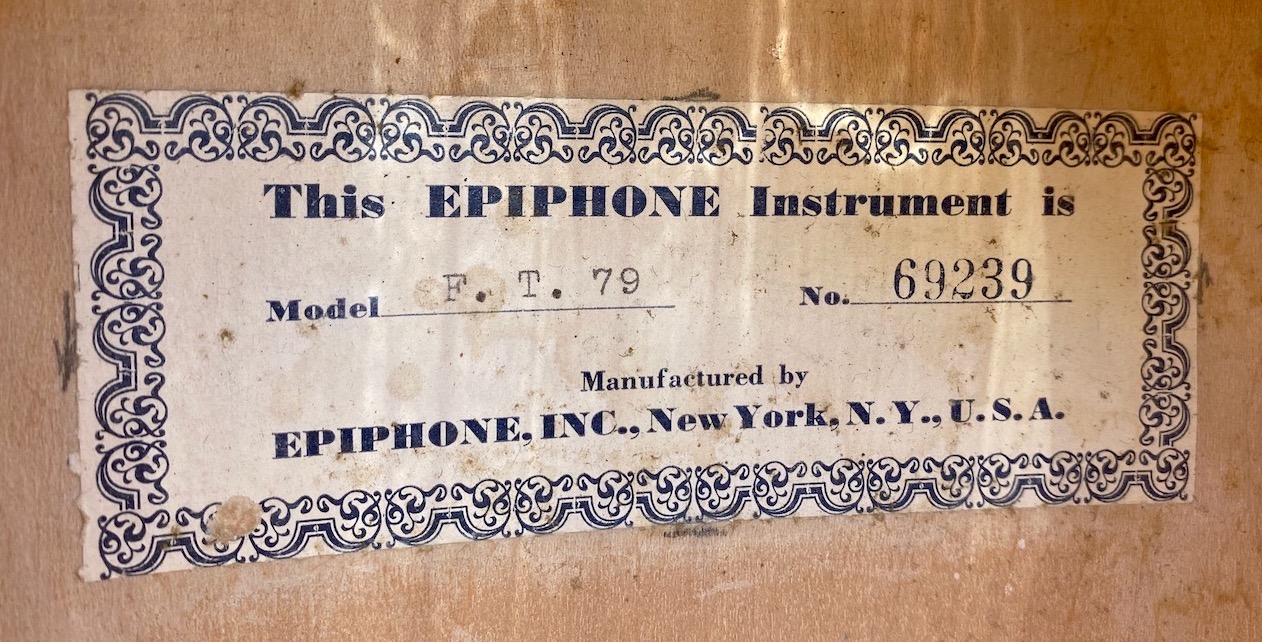 This EPIPHONE Instrument is
Model F. T. 79 No. 69239
Manufactured by
EPIPHONE, INC., New York, N. Y., U. S. A.